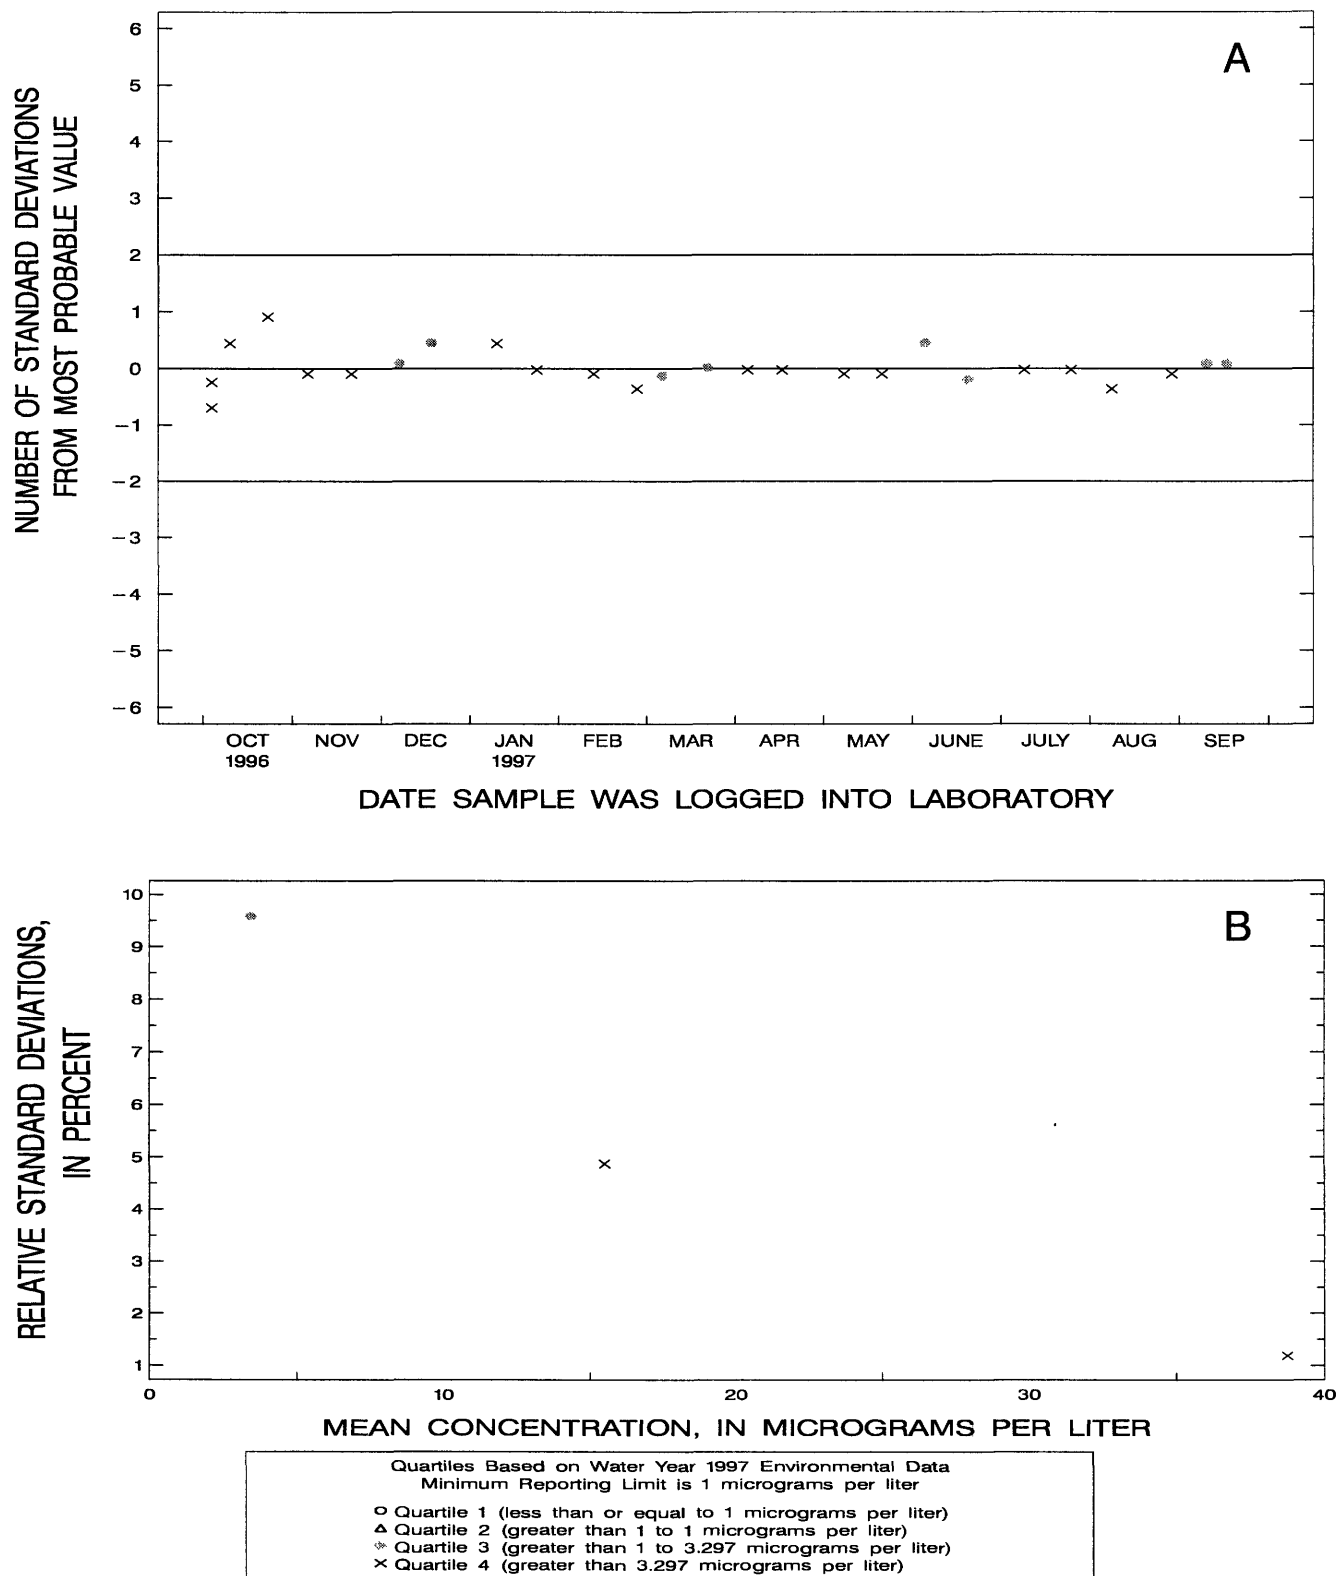 A
NUMBER OF STANDARD DEVIATIONS
FROM MOST PROBABLE VALUE
6
5
4
3
2
1
0
−1
−2
−3
−4
−5
−6
OCT NOV DEC JAN FEB MAR APR MAY JUNE JULY AUG SEP
1996 1997
DATE SAMPLE WAS LOGGED INTO LABORATORY
B
RELATIVE STANDARD DEVIATIONS,
IN PERCENT
10
9
8
7
6
5
4
3
2
1
0 10 20 30 40
MEAN CONCENTRATION, IN MICROGRAMS PER LITER
Quartiles Based on Water Year 1997 Environmental Data
Minimum Reporting Limit is 1 micrograms per liter
Quartile 1 (less than or equal to 1 micrograms per liter)
Quartile 2 (greater than 1 to 1 micrograms per liter)
Quartile 3 (greater than 1 to 3.297 micrograms per liter)
Quartile 4 (greater than 3.297 micrograms per liter)